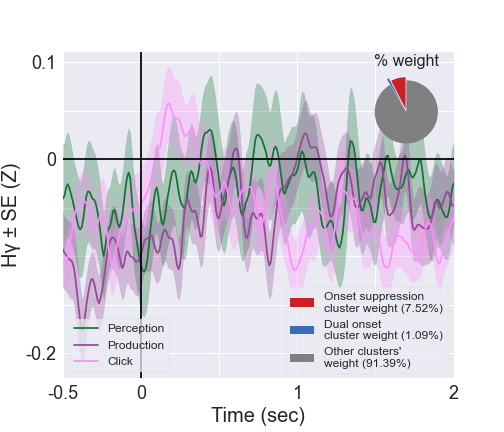 % weight
0.1
0
-0.2
Hγ ± SE (Z)
Perception
Production
Click
Onset suppression
cluster weight (7.52%)
Dual onset
cluster weight (1.09%)
Other clusters'
weight (91.39%)
-0.5
0
1
2
Time (sec)